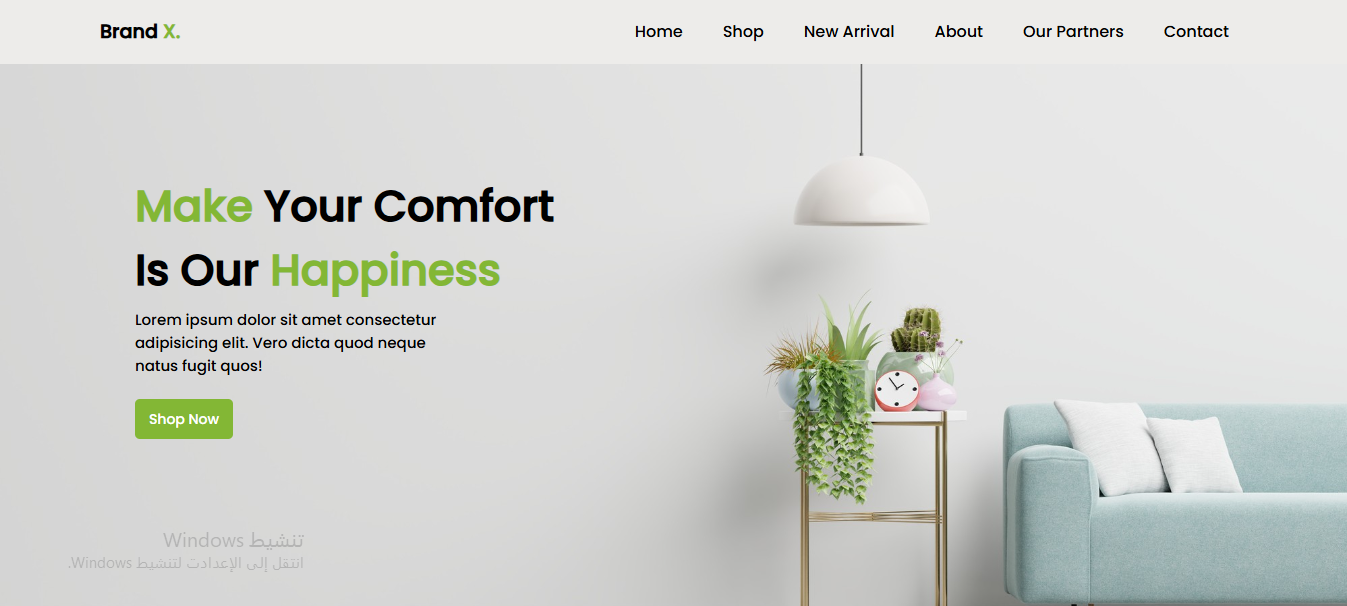 Brand X.
Home Shop New Arrival About Our Partners Contact
Make Your Comfort
Is Our Happiness
Lorem ipsum dolor sit amet consectetur
adipisicing elit. Vero dicta quod neque
natus fugit quos!
Shop Now
تنشيط Windows
انتقل إلى الإعدادت لتنشيط Windows.